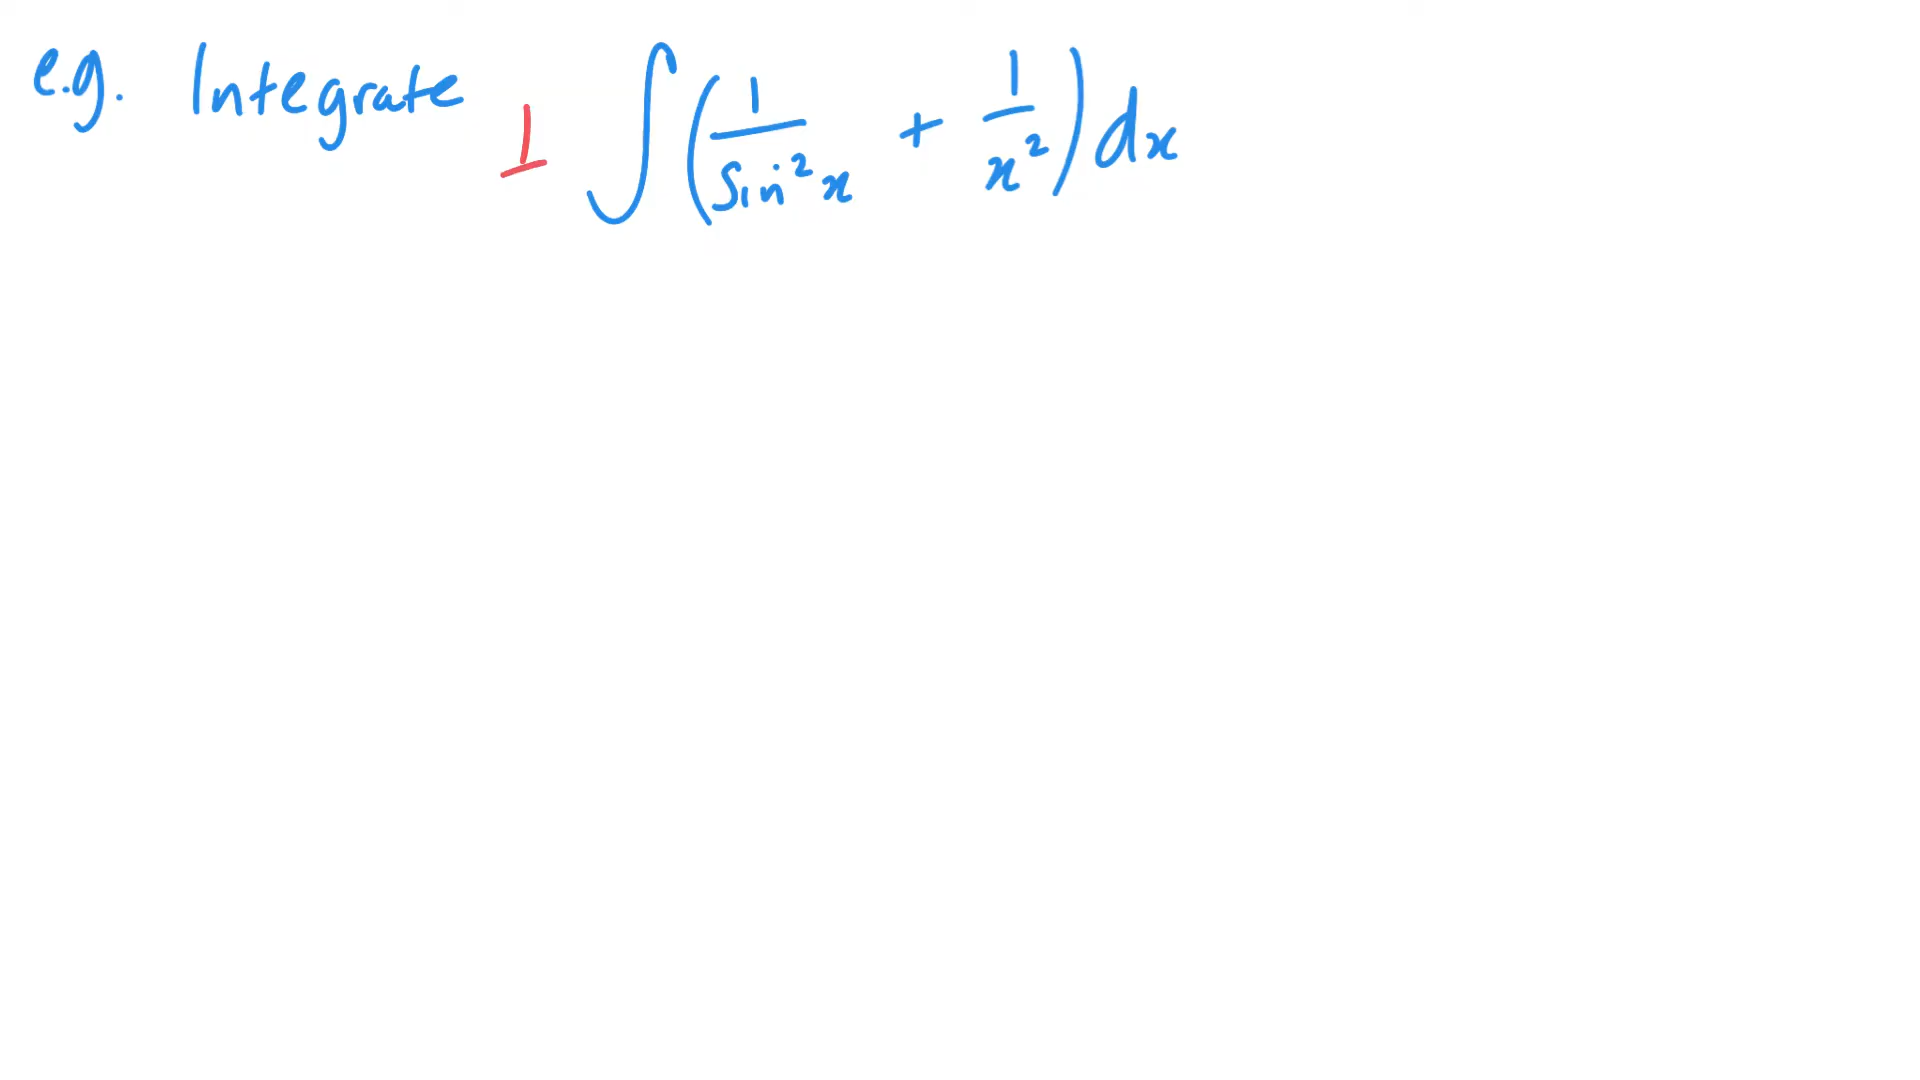 e.g. Integrate 1 ∫(1/sin²x + 1/x²)dx